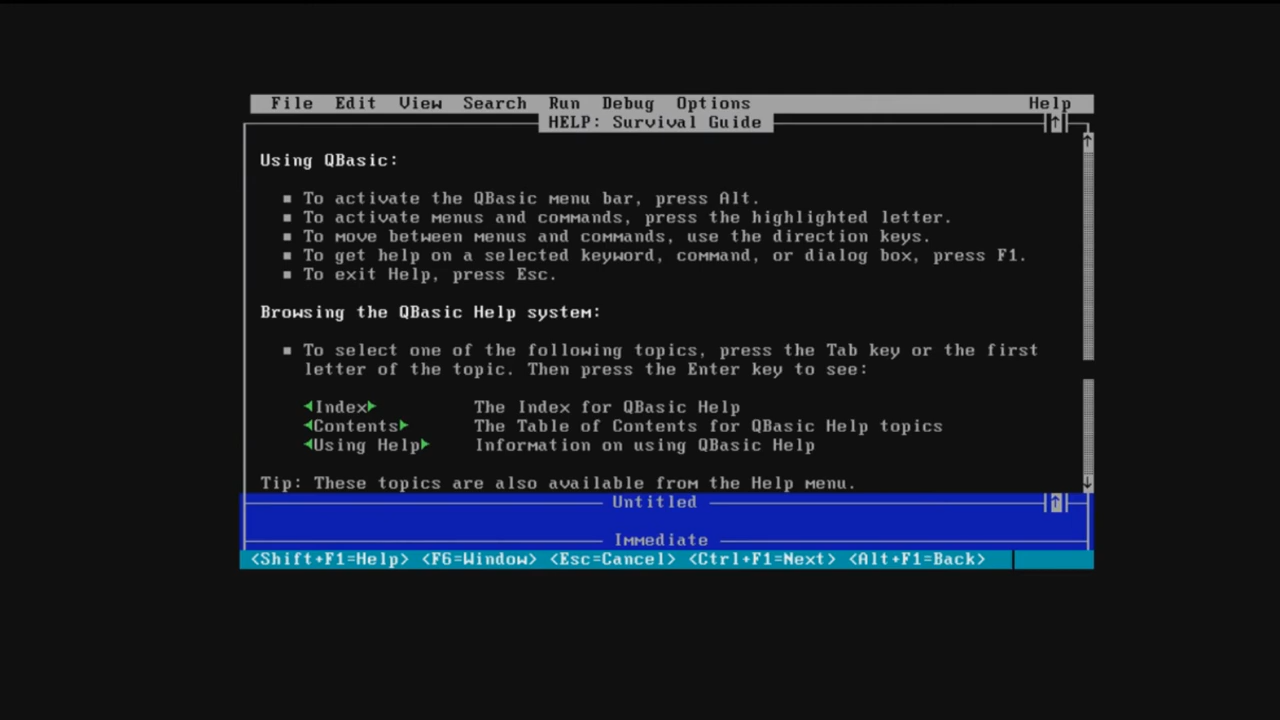 File Edit View Search Run Debug Options Help
HELP: Survival Guide ↑
Using QBasic:
■ To activate the QBasic menu bar, press Alt.
■ To activate menus and commands, press the highlighted letter.
■ To move between menus and commands, use the direction keys.
■ To get help on a selected keyword, command, or dialog box, press F1.
■ To exit Help, press Esc.
Browsing the QBasic Help system:
■ To select one of the following topics, press the Tab key or the first
letter of the topic. Then press the Enter key to see:
◄Index► The Index for QBasic Help
◄Contents► The Table of Contents for QBasic Help topics
◄Using Help► Information on using QBasic Help
Tip: These topics are also available from the Help menu.
Untitled ↑
Immediate
<Shift+F1=Help> <F6=Window> <Esc=Cancel> <Ctrl+F1=Next> <Alt+F1=Back>